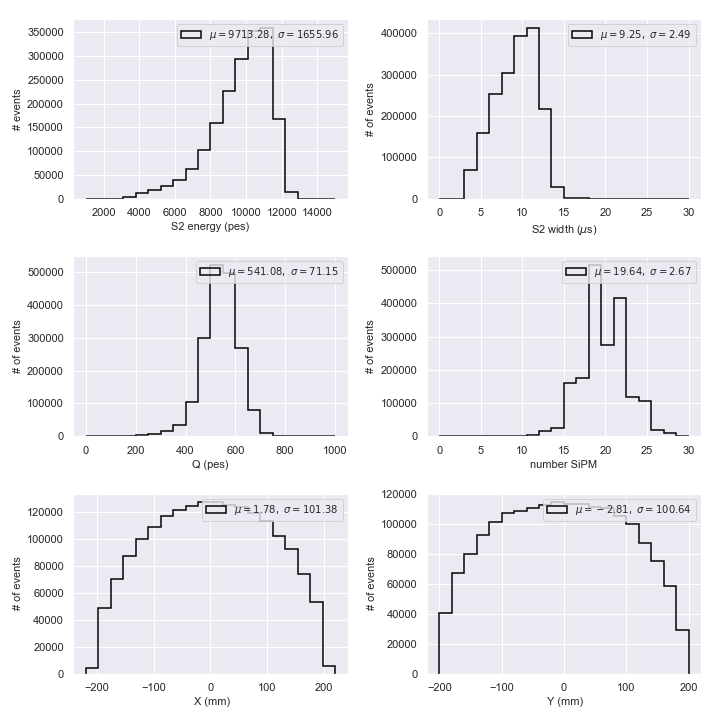 # events
350000
300000
250000
200000
150000
100000
50000
0
μ = 9713.28, σ = 1655.96
2000 4000 6000 8000 10000 12000 14000
S2 energy (pes)
# of events
400000
300000
200000
100000
0
μ = 9.25, σ = 2.49
0 5 10 15 20 25 30
S2 width (μs)
# of events
500000
400000
300000
200000
100000
0
μ = 541.08, σ = 71.15
0 200 400 600 800 1000
Q (pes)
# of events
500000
400000
300000
200000
100000
0
μ = 19.64, σ = 2.67
0 5 10 15 20 25 30
number SiPM
# of events
120000
100000
80000
60000
40000
20000
0
μ = 1.78, σ = 101.38
−200 −100 0 100 200
X (mm)
# of events
120000
100000
80000
60000
40000
20000
0
μ = −2.81, σ = 100.64
−200 −100 0 100 200
Y (mm)